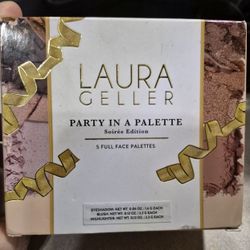 LAURA
GELLER
PARTY IN A PALETTE
Soirée Edition
5 FULL FACE PALETTES